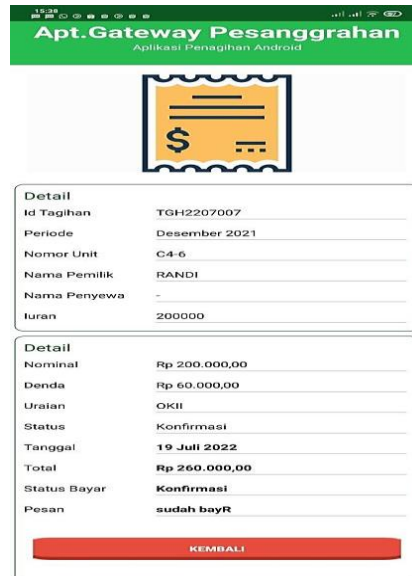 15:38
Apt.Gateway Pesanggrahan
Aplikasi Penagihan Android
$
Detail
Id Tagihan TGH2207007
Periode Desember 2021
Nomor Unit C4-6
Nama Pemilik RANDI
Nama Penyewa -
Iuran 200000
Detail
Nominal Rp 200.000,00
Denda Rp 60.000,00
Uraian OKII
Status Konfirmasi
Tanggal 19 Juli 2022
Total Rp 260.000,00
Status Bayar Konfirmasi
Pesan sudah bayR
KEMBALI